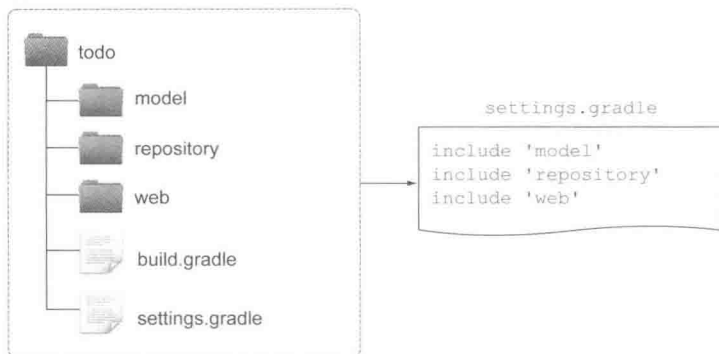 todo
model
repository
web
build.gradle
settings.gradle
settings.gradle
include 'model'
include 'repository'
include 'web'